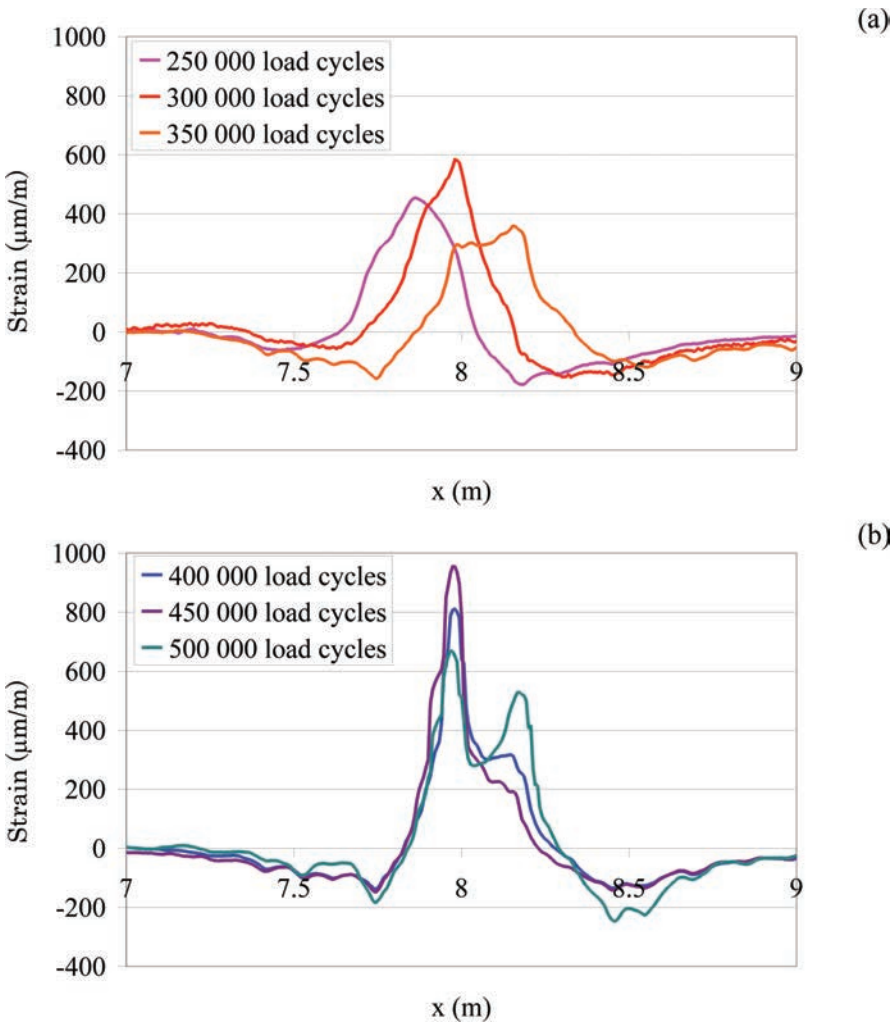 (a)
1000
800
600
400
200
0
-200
-400
250 000 load cycles
300 000 load cycles
350 000 load cycles
Strain (μm/m)
7 7.5 8 8.5 9
x (m)
(b)
1000
800
600
400
200
0
-200
-400
400 000 load cycles
450 000 load cycles
500 000 load cycles
Strain (μm/m)
7 7.5 8 8.5 9
x (m)